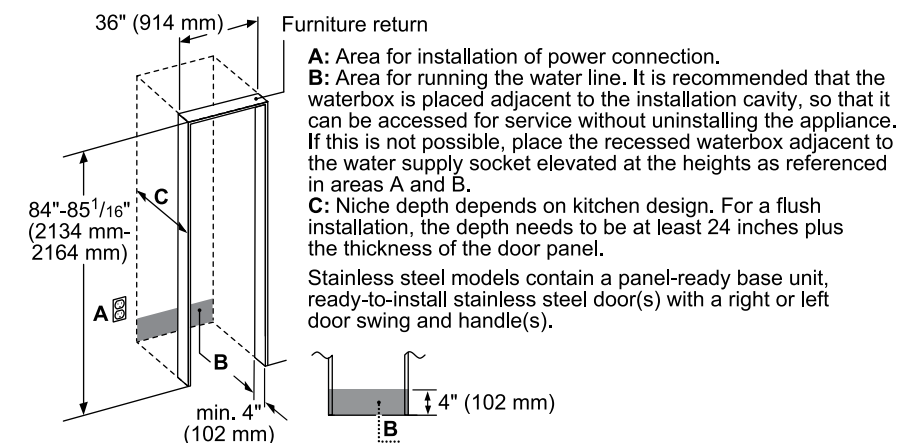 36" (914 mm)
Furniture return
A: Area for installation of power connection.
B: Area for running the water line. It is recommended that the
waterbox is placed adjacent to the installation cavity, so that it
can be accessed for service without uninstalling the appliance.
If this is not possible, place the recessed waterbox adjacent to
the water supply socket elevated at the heights as referenced
in areas A and B.
C: Niche depth depends on kitchen design. For a flush
installation, the depth needs to be at least 24 inches plus
the thickness of the door panel.
Stainless steel models contain a panel-ready base unit,
ready-to-install stainless steel door(s) with a right or left
door swing and handle(s).
C
84"-85 1/16"
(2134 mm-
2164 mm)
A
B
min. 4"
(102 mm)
4" (102 mm)
B